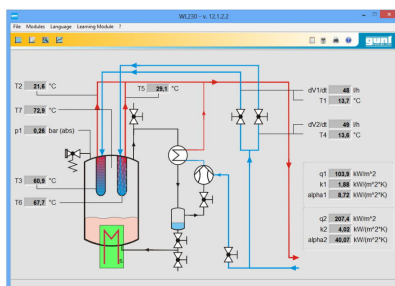 WL230 - v. 12.1.2.2
File Modules Language Learning Module ?
gunt
T2 21,6 °C
T5 29,1 °C
T7 72,9 °C
p1 0,26 bar (abs)
T3 60,9 °C
T6 67,7 °C
dV1/dt 48 l/h
T1 13,7 °C
dV2/dt 49 l/h
T4 13,6 °C
q1 103,9 kW/m^2
k1 1,88 kW/(m^2*K)
alpha1 8,72 kW/(m^2*K)
q2 207,4 kW/m^2
k2 4,02 kW/(m^2*K)
alpha2 40,07 kW/(m^2*K)